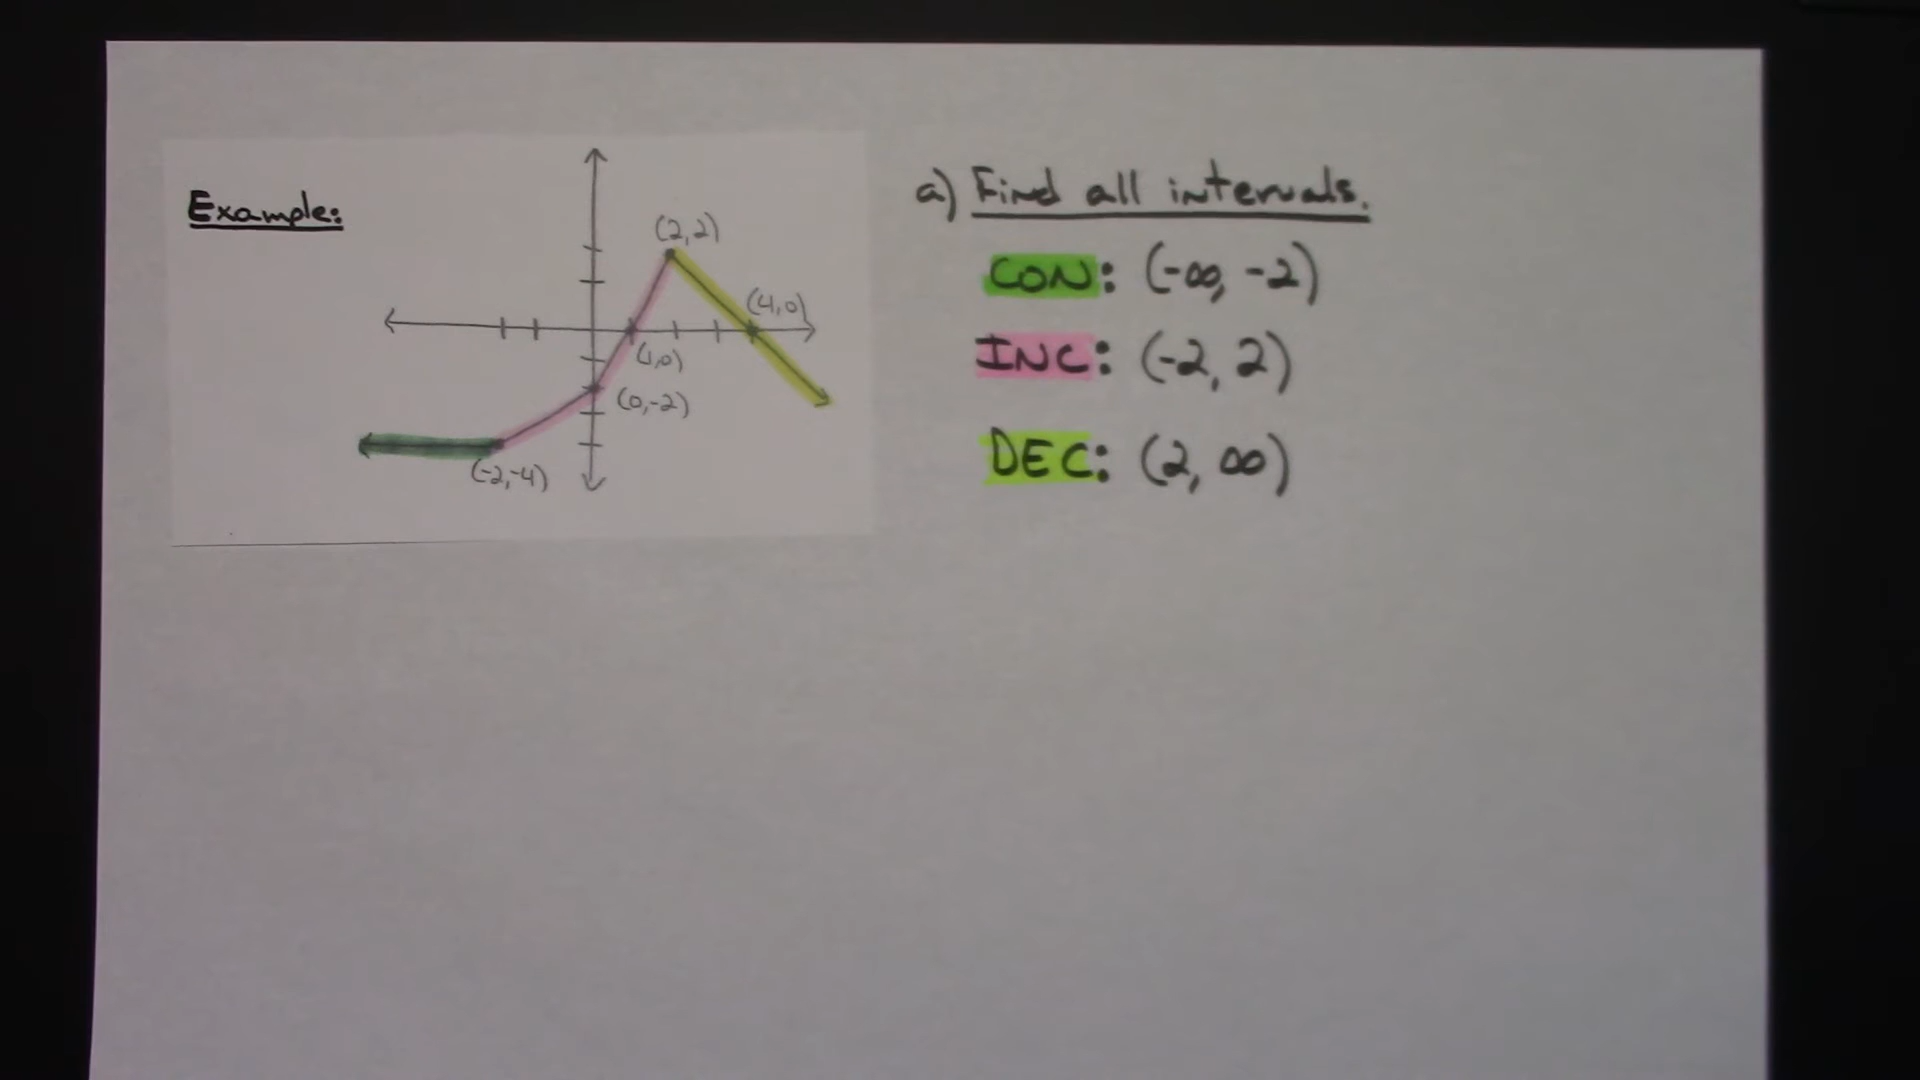 Example:
(2,2)
(4,0)
(1,0)
(0,-2)
(-2,-4)
a) Find all intervals.
CON: (-∞, -2)
INC: (-2, 2)
DEC: (2, ∞)